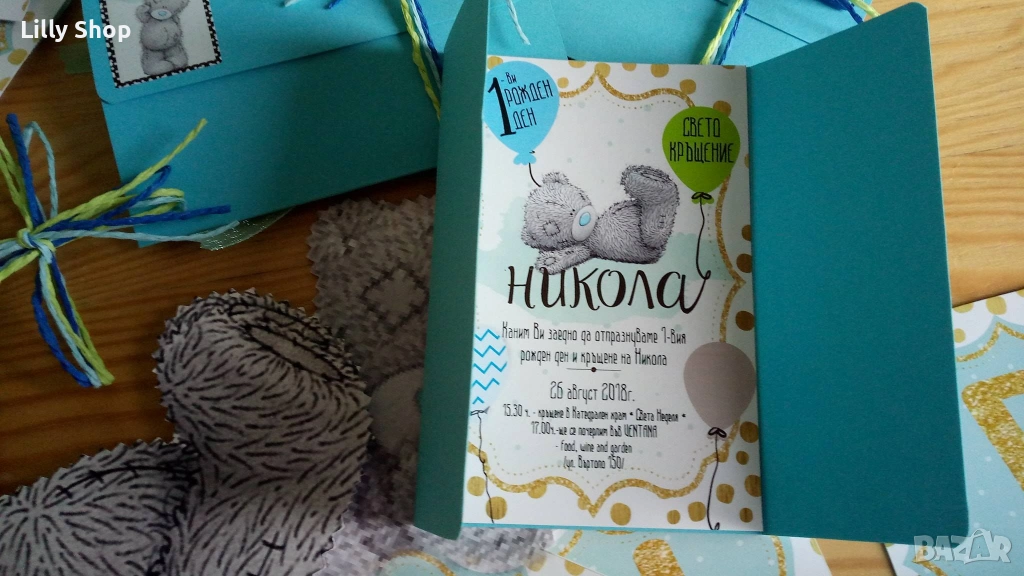 Lilly Shop
1-ви
РОЖДЕН
ДЕН
СВЕТО
КРЪЩЕНИЕ
НИКОЛА
Каним Ви заедно да отпразнуваме 1-вия
рожден ден и кръщене на Никола
26 август 2018г.
15.30 ч. - кръщене в Катедрален храм • Света Неделя •
17.00ч.-ще се почерпим във VENTANA
- food, wine and garden
/ул. Въртопо 150/
BAZAR